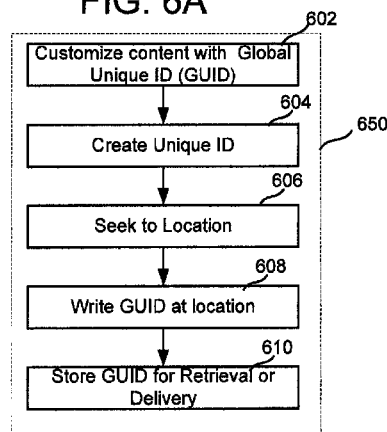 FIG. 6A
602
Customize content with Global
Unique ID (GUID)
604
Create Unique ID
650
606
Seek to Location
608
Write GUID at location
610
Store GUID for Retrieval or
Delivery